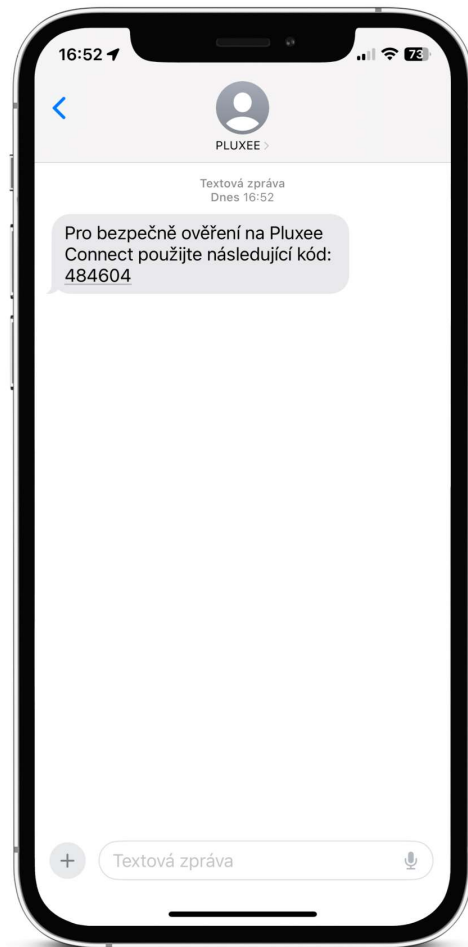 16:52
73
PLUXEE
Textová zpráva
Dnes 16:52
Pro bezpečně ověření na Pluxee
Connect použijte následující kód:
484604
Textová zpráva